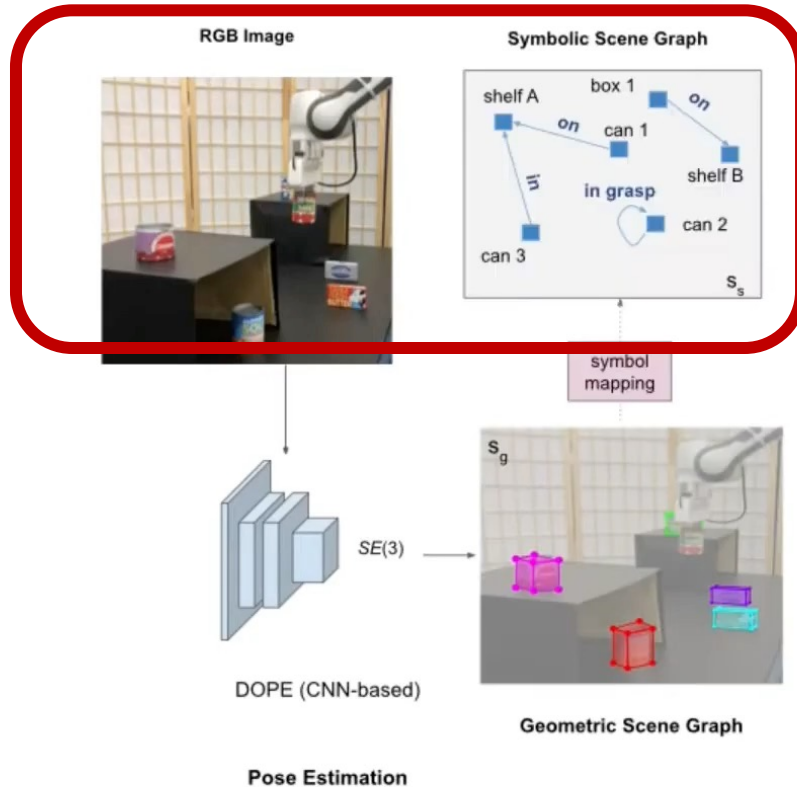 RGB Image
Symbolic Scene Graph
shelf A
box 1
on
on
can 1
shelf B
in
in grasp
can 2
can 3
Ss
symbol
mapping
Sg
SE(3)
DOPE (CNN-based)
Geometric Scene Graph
Pose Estimation